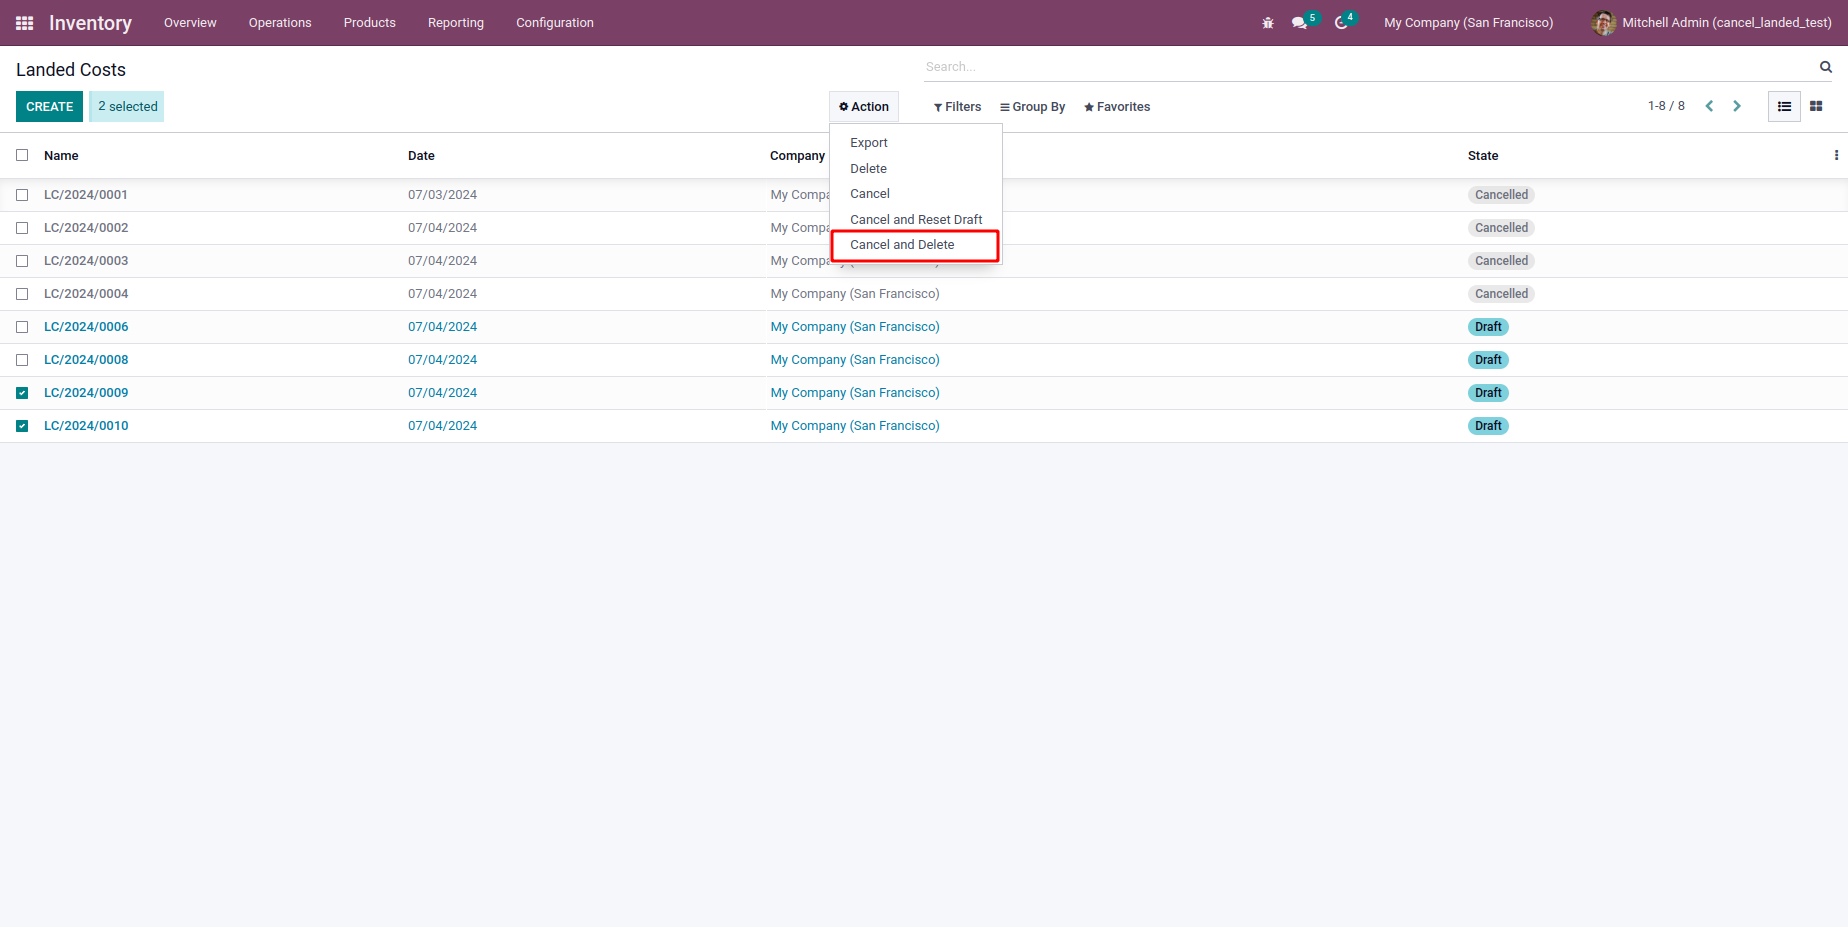 Inventory Overview Operations Products Reporting Configuration 5 4 My Company (San Francisco) Mitchell Admin (cancel_landed_test)
Landed Costs Search...
CREATE 2 selected Action Filters Group By Favorites 1-8 / 8
Export
Delete
Cancel
Cancel and Reset Draft
Cancel and Delete
Name Date Company State
LC/2024/0001 07/03/2024 My Compa Cancelled
LC/2024/0002 07/04/2024 My Compa Cancelled
LC/2024/0003 07/04/2024 My Compa Cancelled
LC/2024/0004 07/04/2024 My Company (San Francisco) Cancelled
LC/2024/0006 07/04/2024 My Company (San Francisco) Draft
LC/2024/0008 07/04/2024 My Company (San Francisco) Draft
LC/2024/0009 07/04/2024 My Company (San Francisco) Draft
LC/2024/0010 07/04/2024 My Company (San Francisco) Draft